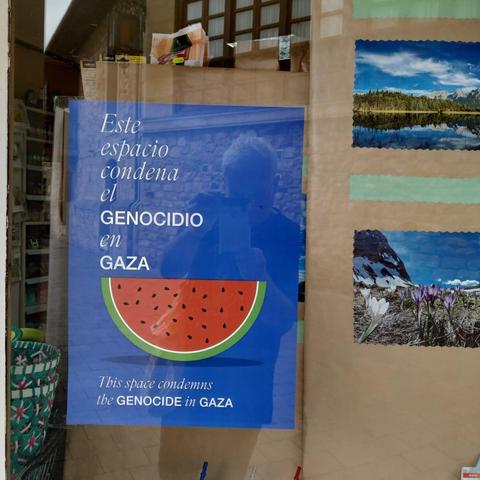 Este
espacio
condena
el
GENOCIDIO
en
GAZA
This space condemns
the GENOCIDE in GAZA